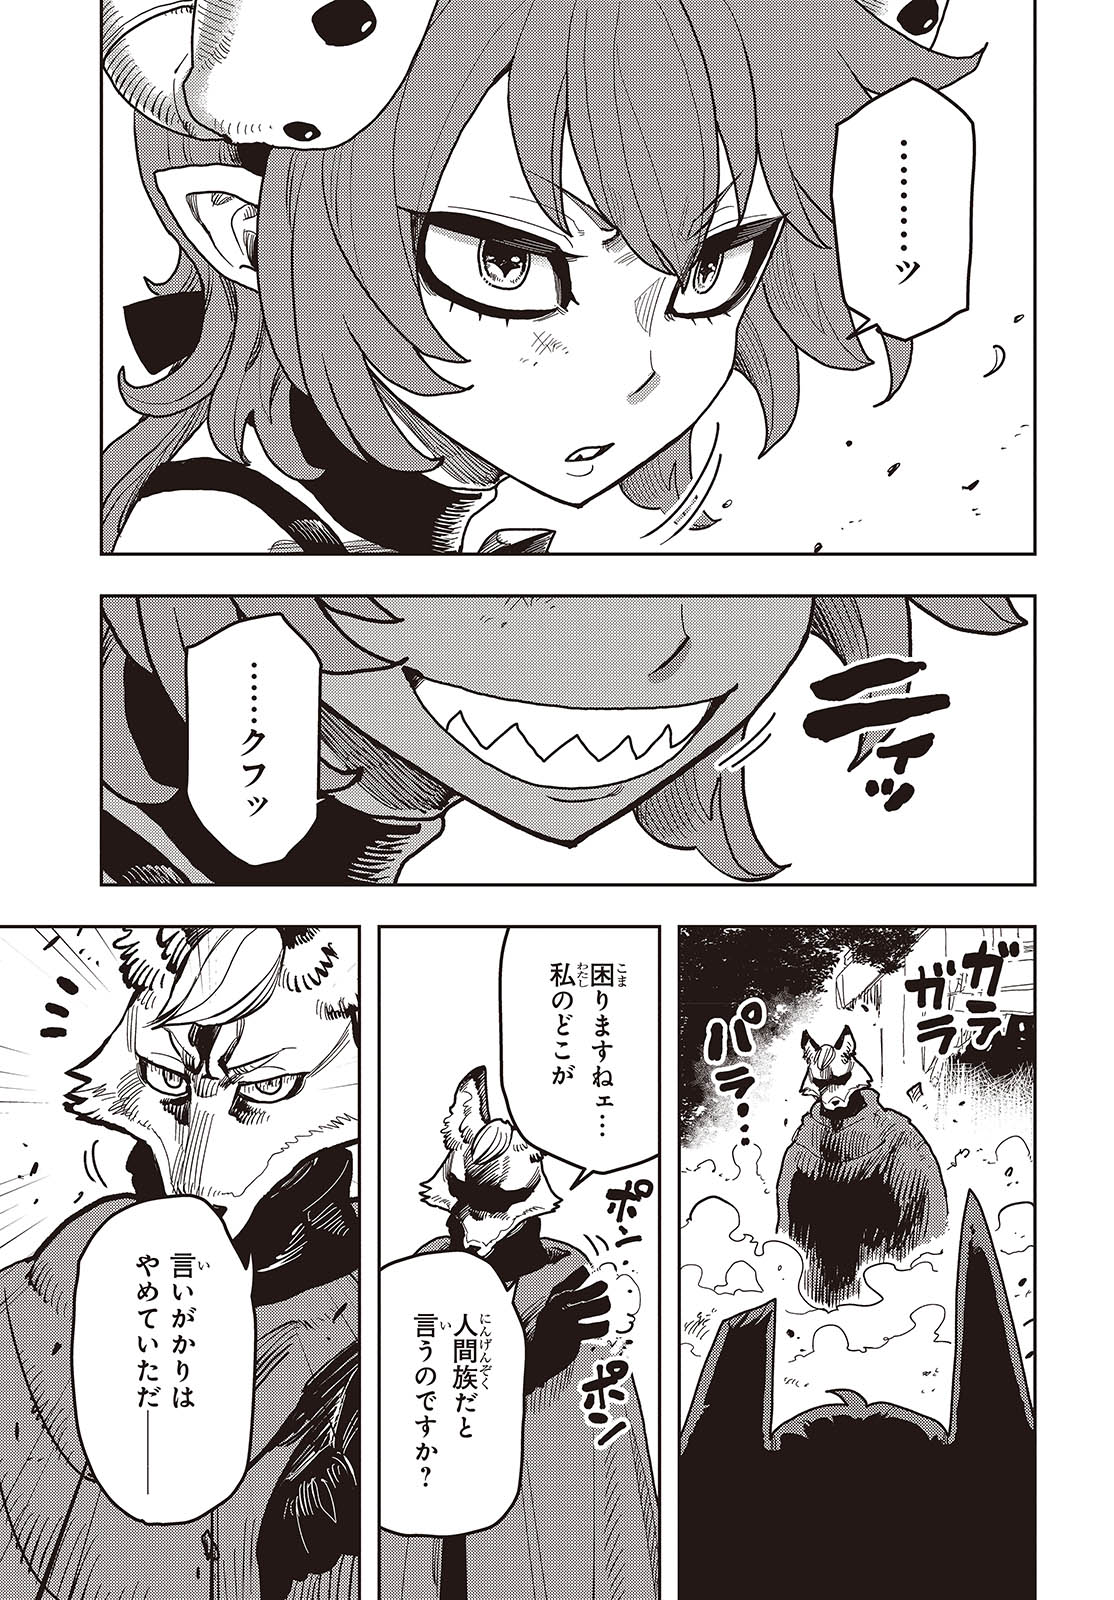 ………ッ
ニィッ
……クフッ
ガラ
ガラ
パラ…
困りますねェ…
私のどこが
人間族だと
言うのですか？
ポン
ポン
言いがかりは
やめていただ――